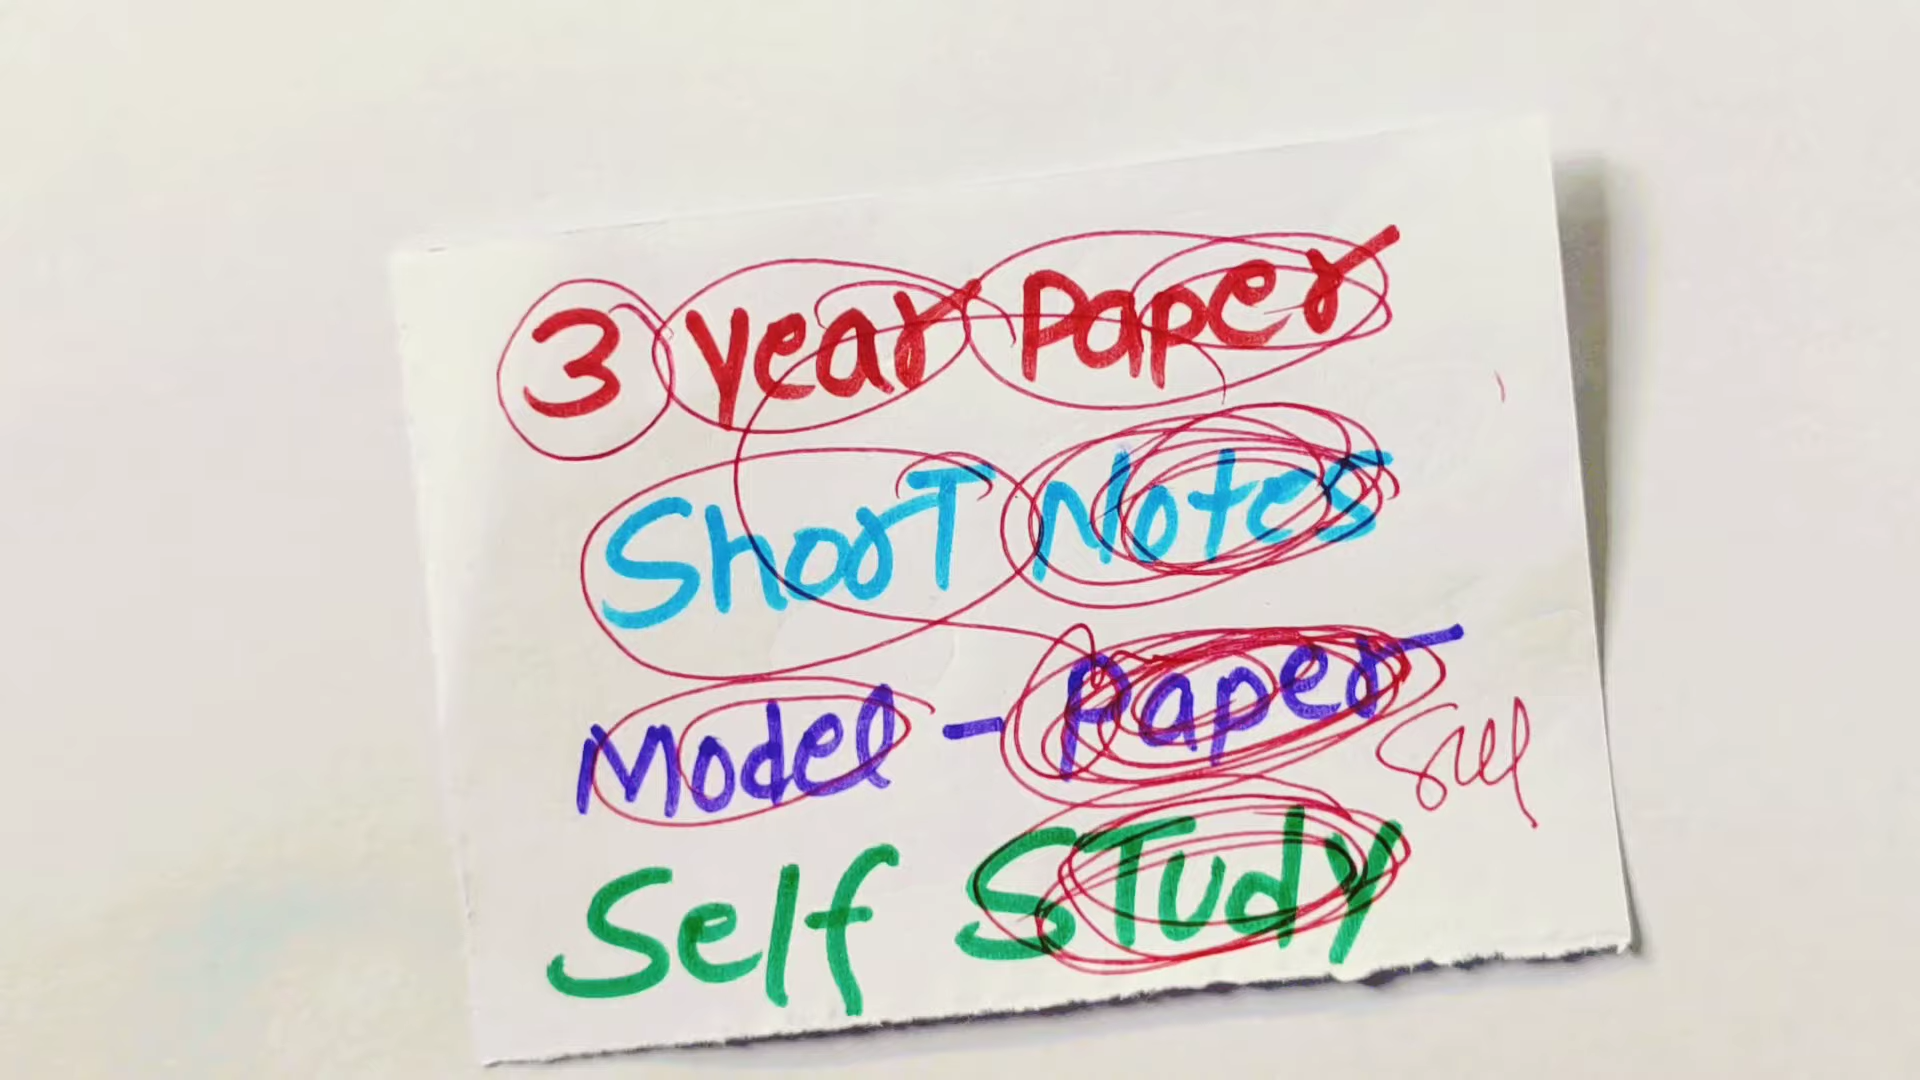 3 year Paper
Short Notes
Model - Paper
Self Study